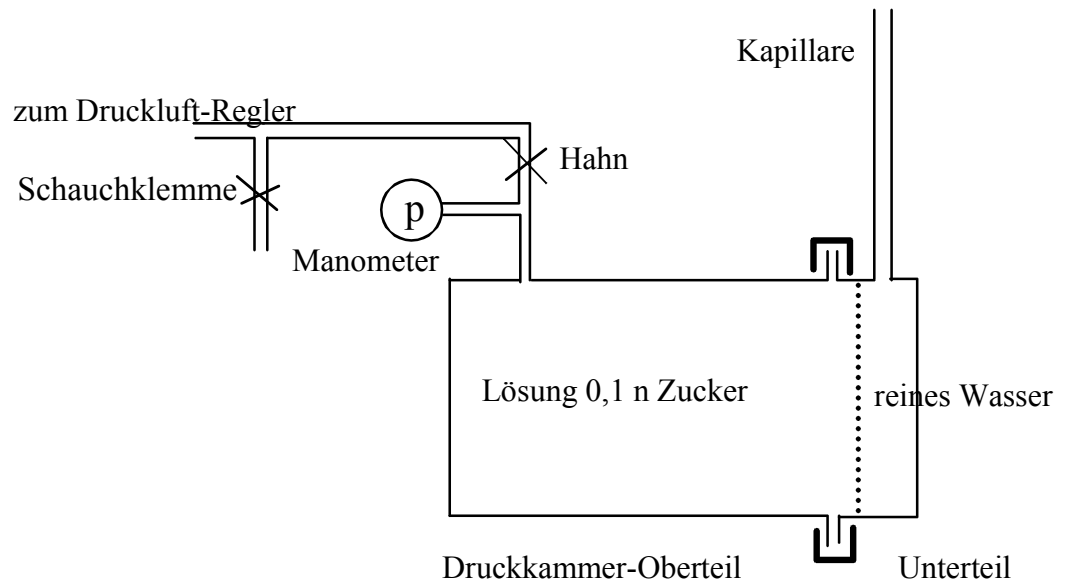 Kapillare
zum Druckluft-Regler
Hahn
Schauchklemme
p
Manometer
Lösung 0,1 n Zucker
reines Wasser
Druckkammer-Oberteil
Unterteil